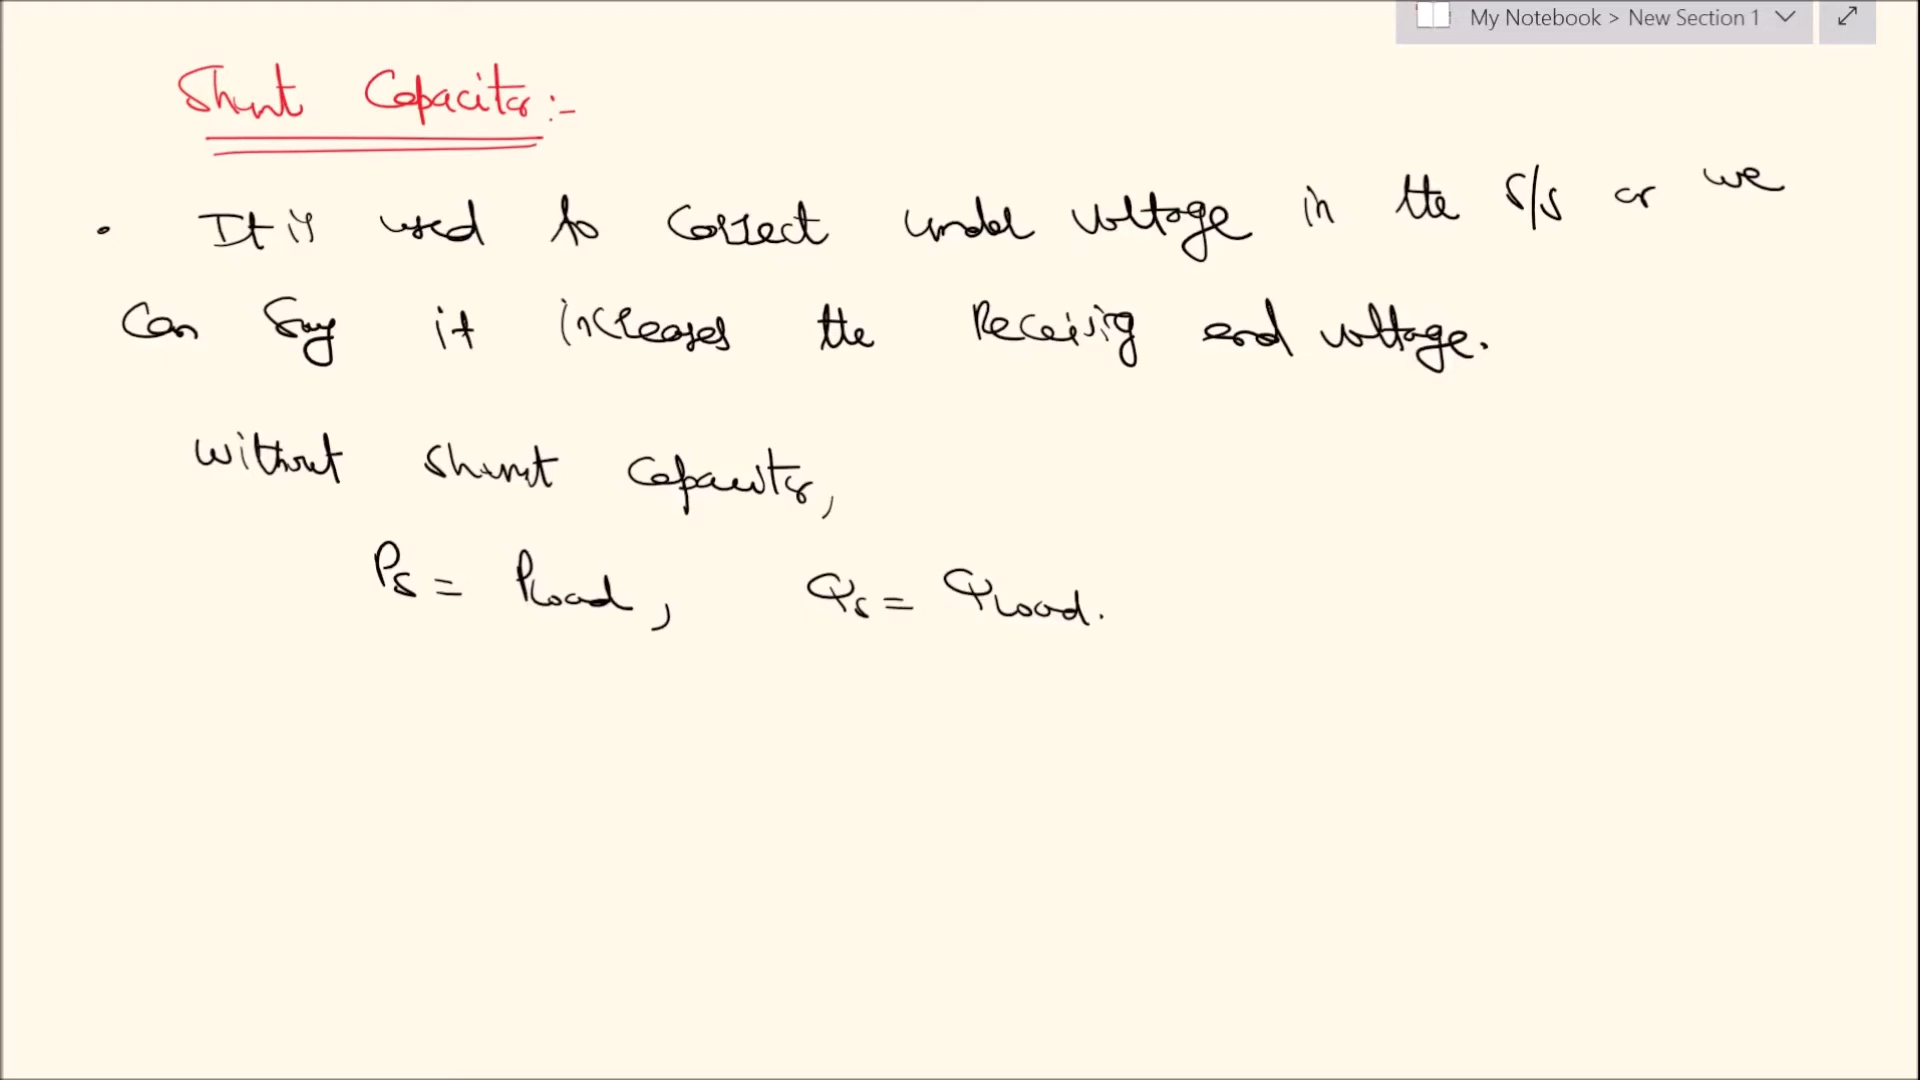 My Notebook > New Section 1
Shunt Capacitor:-
• It is used to correct under voltage in the S/s or we
can say it increases the receivig end voltage.
without shunt capacitor,
Ps = Pload, Qs = Qload.